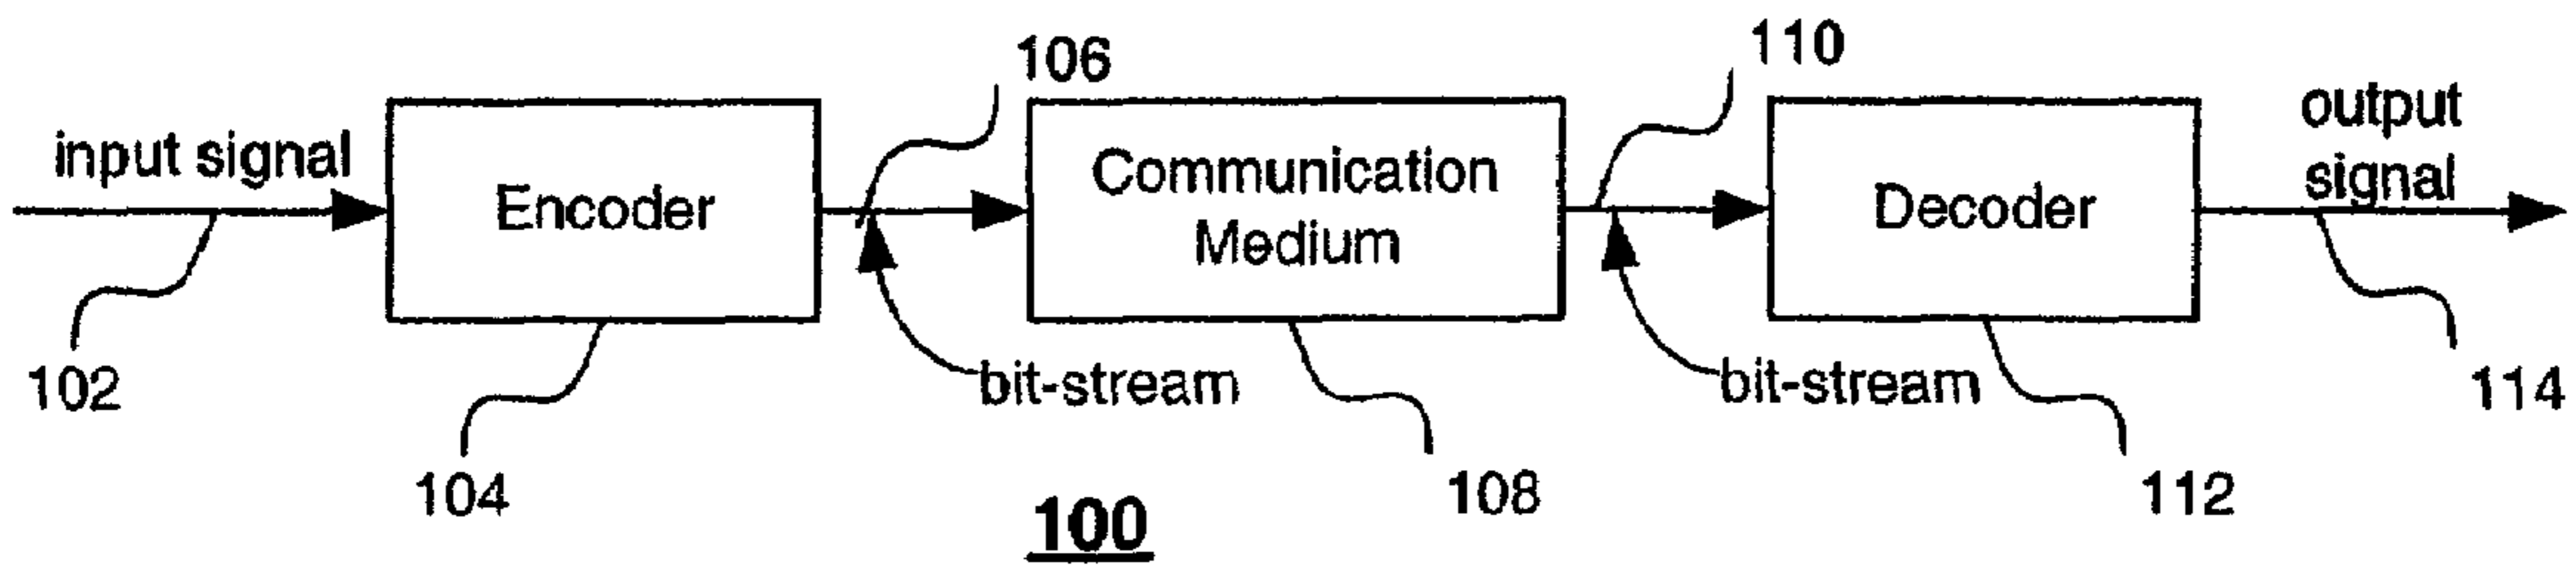 106
110
input signal
Encoder
Communication
Medium
Decoder
output
signal
bit-stream
bit-stream
102
104
108
112
114
100